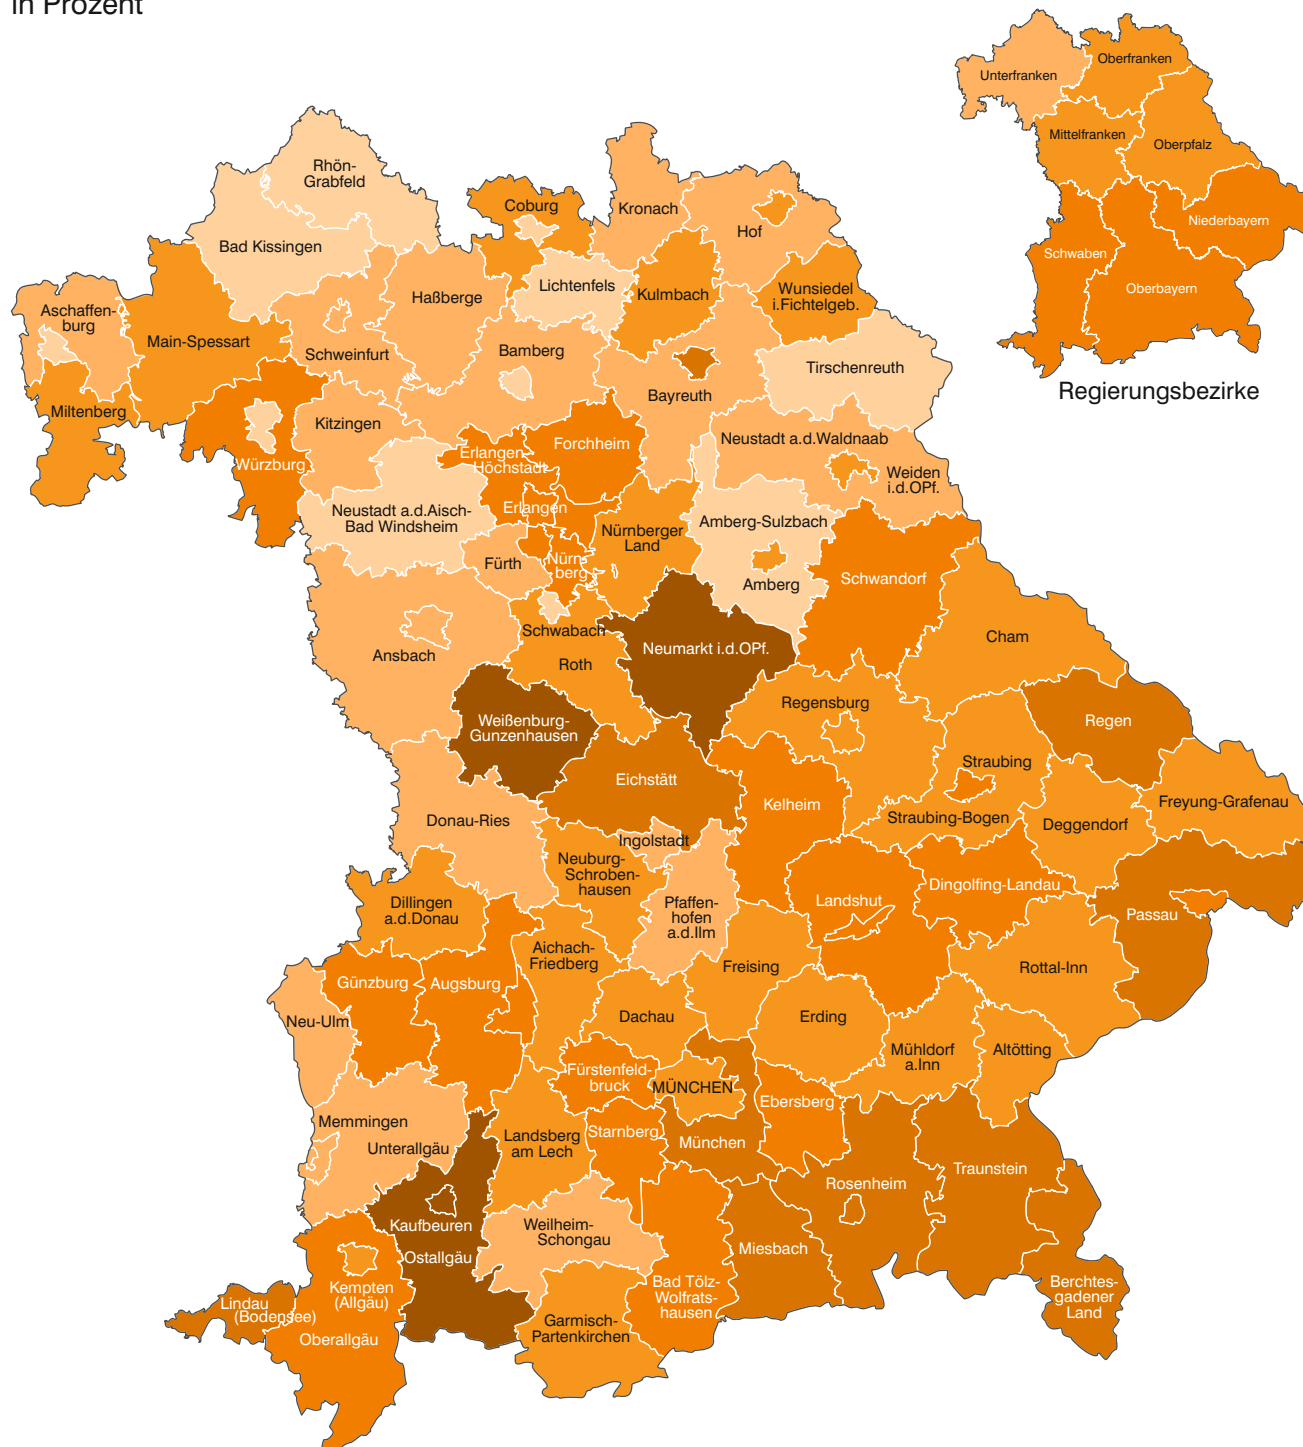 in Prozent
Oberfranken
Unterfranken
Mittelfranken
Oberpfalz
Niederbayern
Schwaben
Oberbayern
Regierungsbezirke
Rhön-
Grabfeld
Coburg
Kronach
Hof
Bad Kissingen
Lichtenfels
Kulmbach
Wunsiedel
i.Fichtelgeb.
Haßberge
Aschaffen-
burg
Main-Spessart
Schweinfurt
Bamberg
Tirschenreuth
Bayreuth
Miltenberg
Kitzingen
Neustadt a.d.Waldnaab
Forchheim
Erlangen-
Höchstadt
Würzburg
Weiden
i.d.OPf.
Neustadt a.d.Aisch-
Bad Windsheim
Erlangen
Nürnberger
Land
Amberg-Sulzbach
Fürth
Nürn-
berg
Amberg
Schwandorf
Schwabach
Cham
Neumarkt i.d.OPf.
Ansbach
Roth
Regensburg
Regen
Weißenburg-
Gunzenhausen
Straubing
Eichstätt
Kelheim
Freyung-Grafenau
Donau-Ries
Straubing-Bogen
Deggendorf
Ingolstadt
Neuburg-
Schroben-
hausen
Dingolfing-Landau
Dillingen
a.d.Donau
Pfaffen-
hofen
a.d.Ilm
Landshut
Passau
Aichach-
Friedberg
Freising
Rottal-Inn
Günzburg
Augsburg
Neu-Ulm
Dachau
Erding
Mühldorf
a.Inn
Altötting
Fürstenfeld-
bruck
MÜNCHEN
Ebersberg
Memmingen
Unterallgäu
Landsberg
am Lech
Starnberg
München
Traunstein
Rosenheim
Kaufbeuren
Weilheim-
Schongau
Miesbach
Ostallgäu
Kempten
(Allgäu)
Bad Tölz-
Wolfrats-
hausen
Berchtes-
gadener
Land
Lindau
(Bodensee)
Oberallgäu
Garmisch-
Partenkirchen